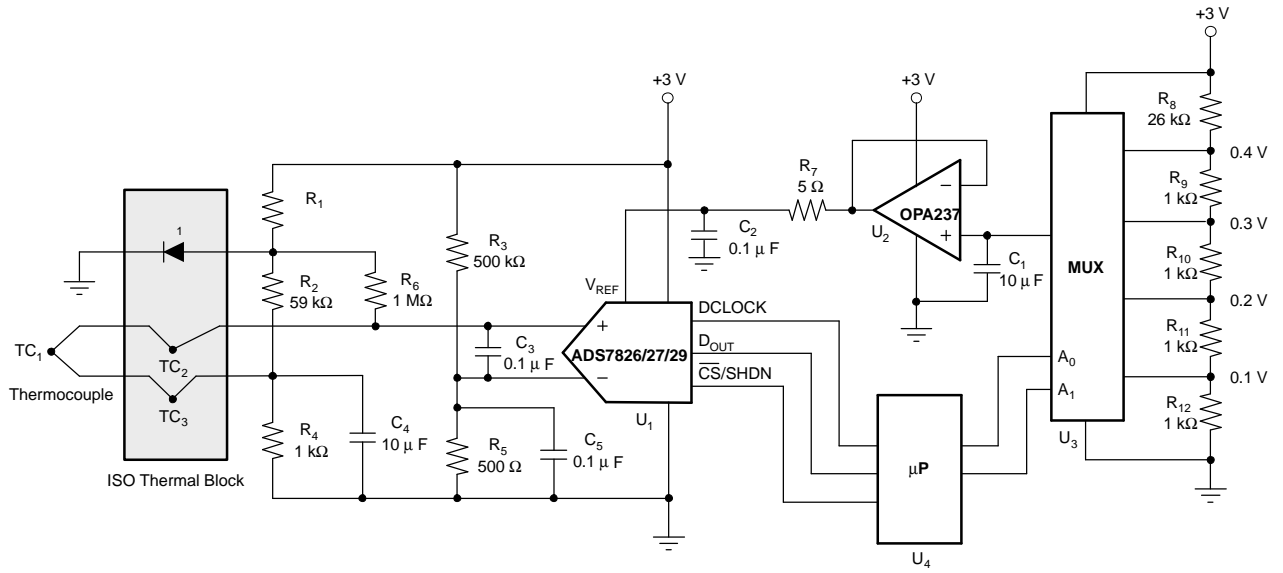 +3 V
+3 V
+3 V
R8
26 kΩ
0.4 V
R9
1 kΩ
0.3 V
R10
1 kΩ
0.2 V
R11
1 kΩ
0.1 V
R12
1 kΩ
R7
5 Ω
OPA237
−
+
U2
C1
10 µF
MUX
A0
A1
U3
C2
0.1 µF
1
R1
R2
59 kΩ
R6
1 MΩ
R3
500 kΩ
VREF
DCLOCK
DOUT
CS/SHDN
+
−
ADS7826/27/29
U1
C3
0.1 µF
TC1
Thermocouple
TC2
TC3
ISO Thermal Block
R4
1 kΩ
C4
10 µF
R5
500 Ω
C5
0.1 µF
µP
U4